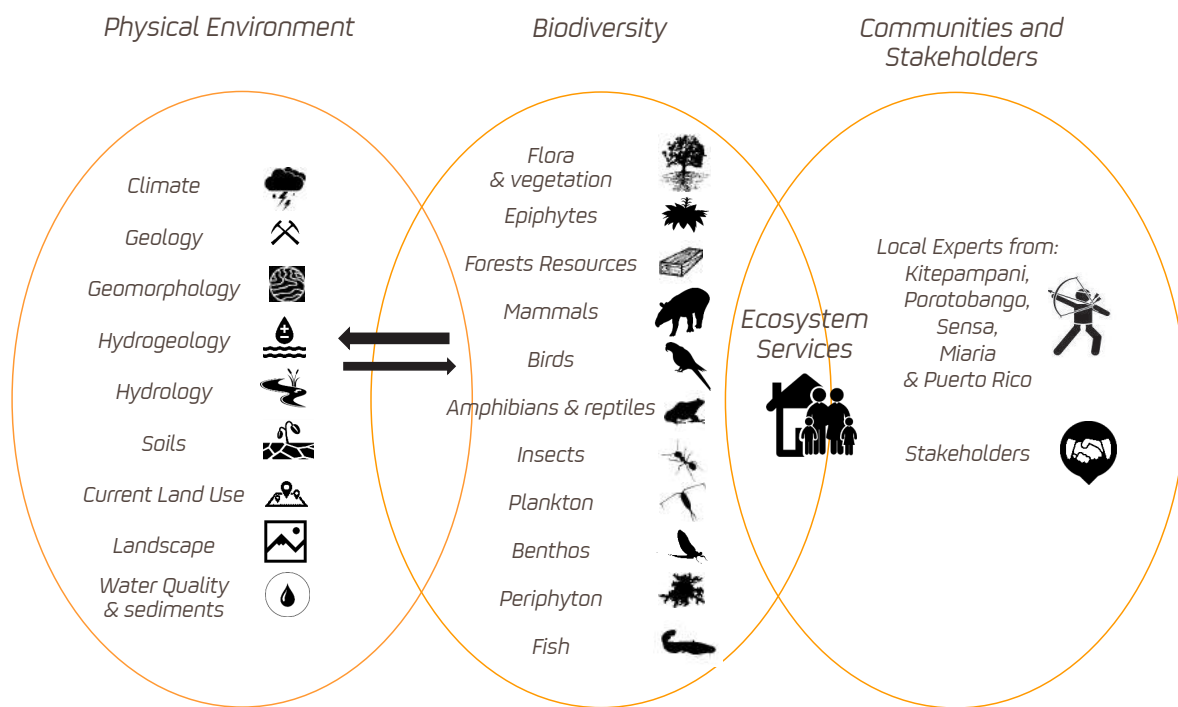 Physical Environment
Biodiversity
Communities and
Stakeholders
Climate
Geology
Geomorphology
Hydrogeology
Hydrology
Soils
Current Land Use
Landscape
Water Quality
& sediments
Flora
& vegetation
Epiphytes
Forests Resources
Mammals
Birds
Amphibians & reptiles
Insects
Plankton
Benthos
Periphyton
Fish
Ecosystem
Services
Local Experts from:
Kitepampani,
Porotobango,
Sensa,
Miaria
& Puerto Rico
Stakeholders